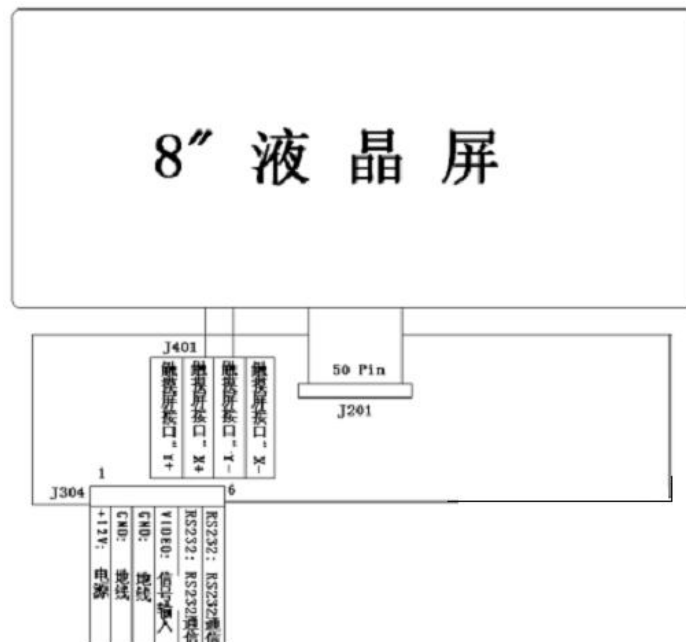 8″ 液晶屏
J401
触摸屏接口"Y+
触摸屏接口"X+
触摸屏接口"Y-
触摸屏接口"X-
50 Pin
J201
1
J304
6
+12V: 电源
GND: 地线
GND: 地线
VIDEO: 信号输入
RS232: RS232通信
RS232: RS232通信